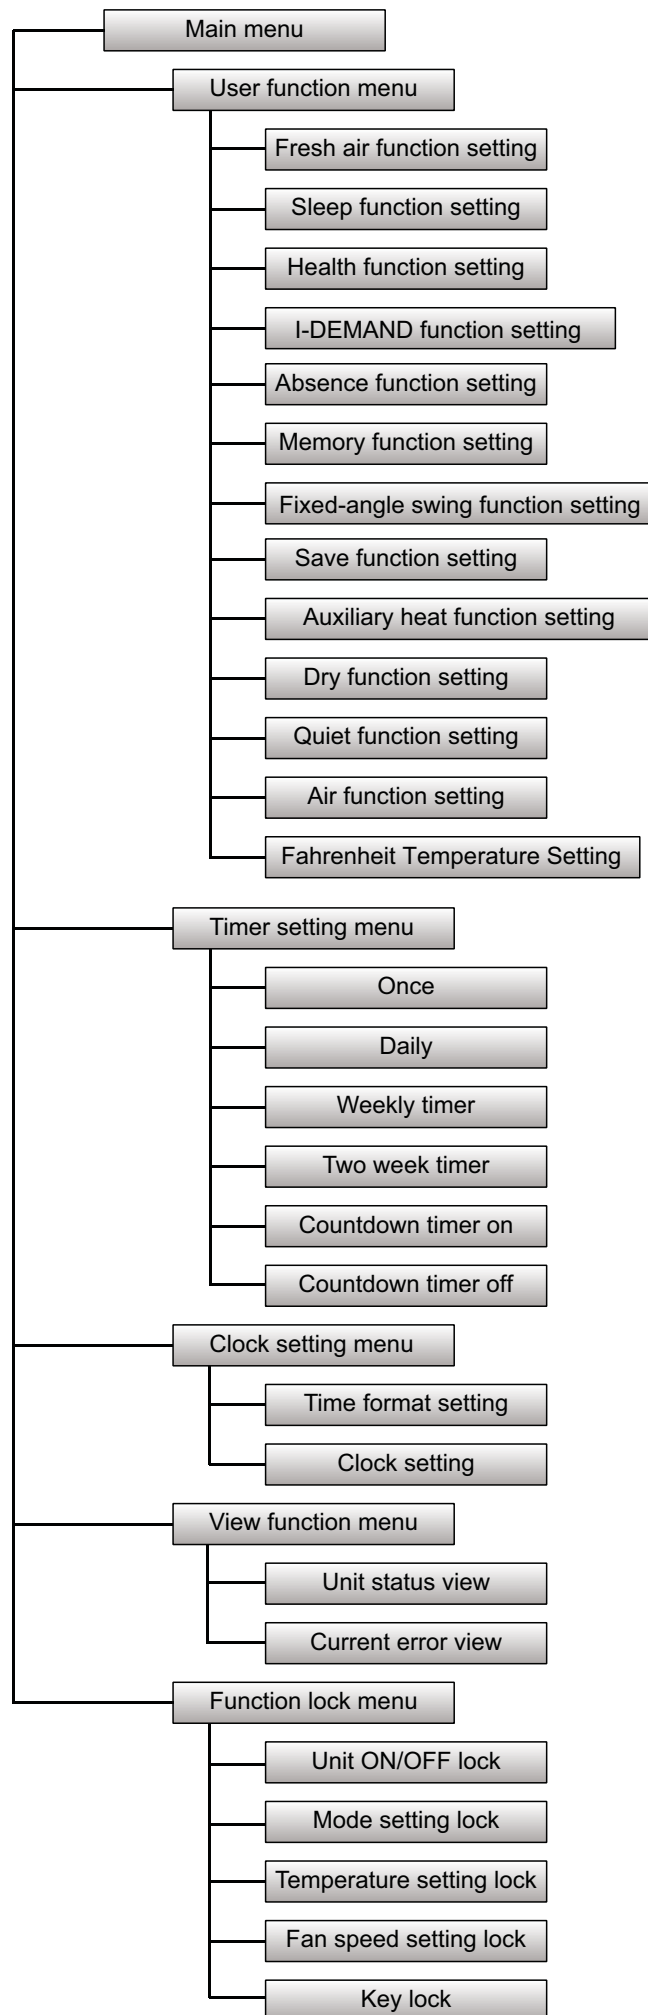 Main menu
User function menu
Fresh air function setting
Sleep function setting
Health function setting
I-DEMAND function setting
Absence function setting
Memory function setting
Fixed-angle swing function setting
Save function setting
Auxiliary heat function setting
Dry function setting
Quiet function setting
Air function setting
Fahrenheit Temperature Setting
Timer setting menu
Once
Daily
Weekly timer
Two week timer
Countdown timer on
Countdown timer off
Clock setting menu
Time format setting
Clock setting
View function menu
Unit status view
Current error view
Function lock menu
Unit ON/OFF lock
Mode setting lock
Temperature setting lock
Fan speed setting lock
Key lock